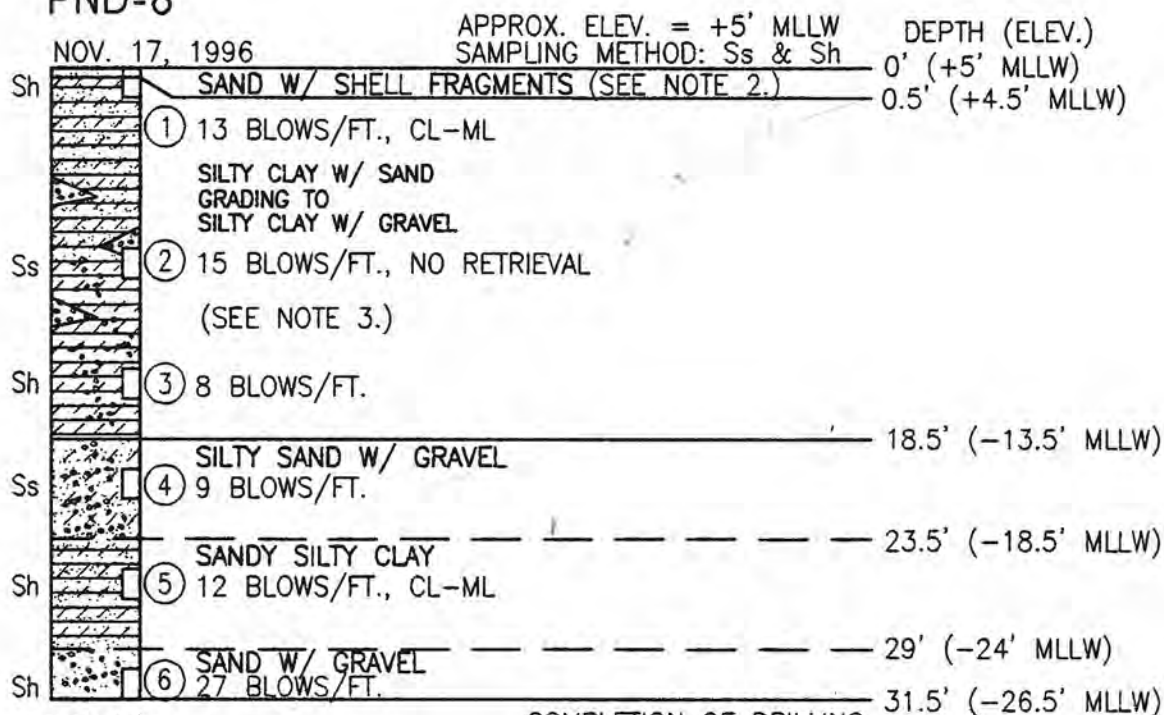 PND-8
APPROX. ELEV. = +5' MLLW
DEPTH (ELEV.)
NOV. 17, 1996
SAMPLING METHOD: Ss & Sh
0' (+5' MLLW)
Sh
SAND W/ SHELL FRAGMENTS (SEE NOTE 2.)
0.5' (+4.5' MLLW)
1 13 BLOWS/FT., CL-ML
SILTY CLAY W/ SAND
GRADING TO
SILTY CLAY W/ GRAVEL
Ss
2 15 BLOWS/FT., NO RETRIEVAL
(SEE NOTE 3.)
Sh
3 8 BLOWS/FT.
18.5' (-13.5' MLLW)
SILTY SAND W/ GRAVEL
Ss
4 9 BLOWS/FT.
23.5' (-18.5' MLLW)
SANDY SILTY CLAY
Sh
5 12 BLOWS/FT., CL-ML
29' (-24' MLLW)
SAND W/ GRAVEL
Sh
6 27 BLOWS/FT.
31.5' (-26.5' MLLW)
COMPLETION OF DRILLING